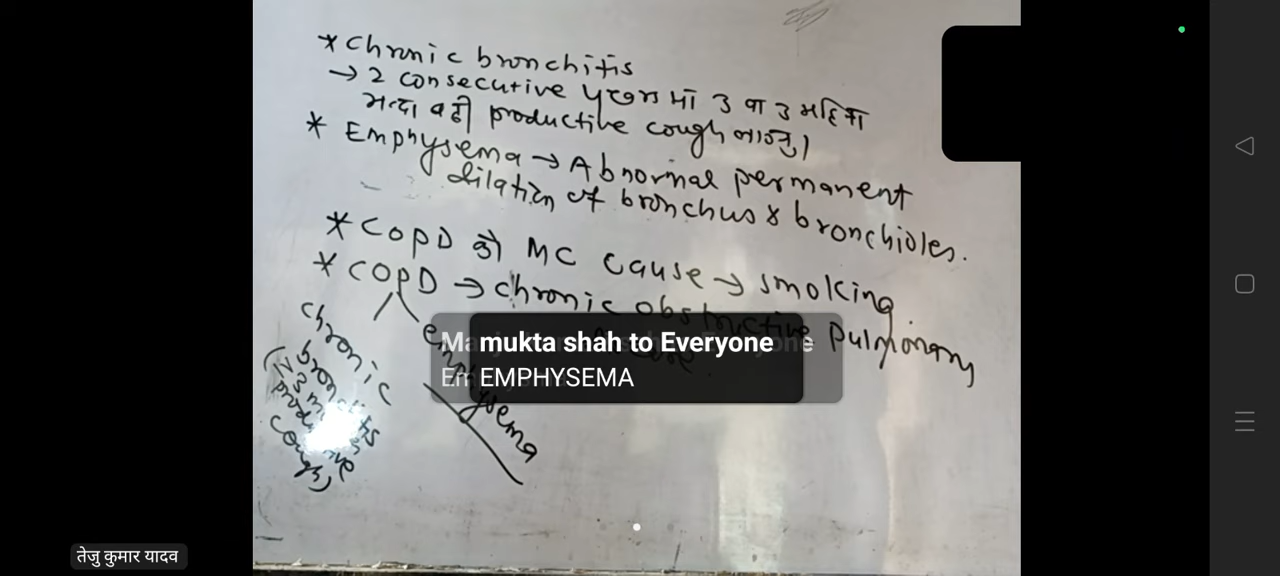 * Chronic bronchitis
→ 2 consecutive years मा 3 वा 3 महिना
भन्दा बढी productive cough लाग्नु।
* Emphysema → Abnormal permanent
dilation of bronchus & bronchioles.
* COPD को MC cause → smoking
* COPD → chronic obstructive pulmonary
chronic
bronchitis
cough)
emphysema
mukta shah to Everyone
EMPHYSEMA
तेजु कुमार यादव